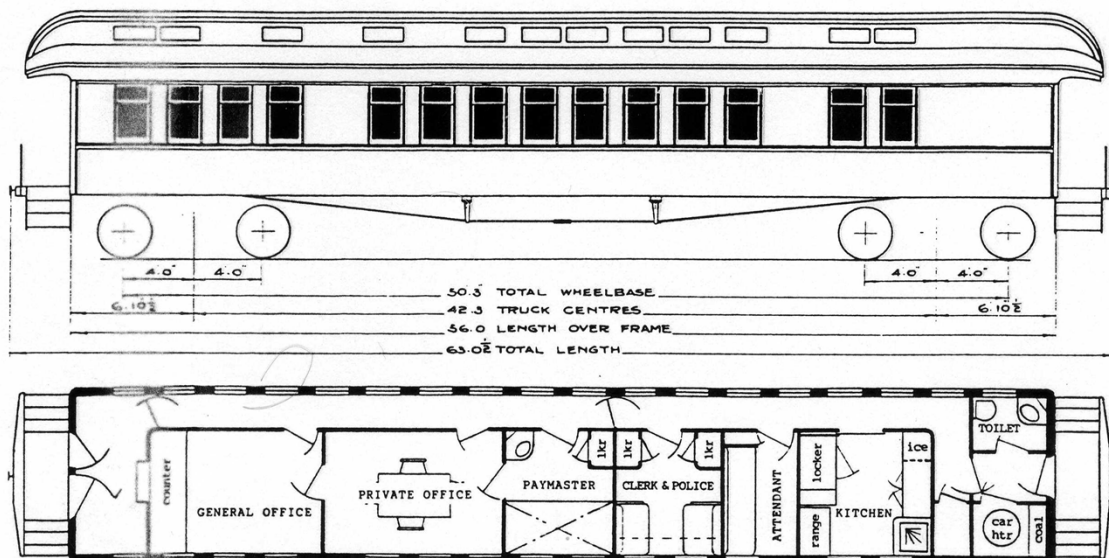 4.0" 4.0" 4.0" 4.0"
50.3" TOTAL WHEELBASE
6.10½ 42.3 TRUCK CENTRES 6.10½
56.0 LENGTH OVER FRAME
63.0½ TOTAL LENGTH
TOILET
lkr lkr lkr ice
counter
GENERAL OFFICE
PRIVATE OFFICE
PAYMASTER
CLERK & POLICE
ATTENDANT
locker
range
KITCHEN
car
htr
coal